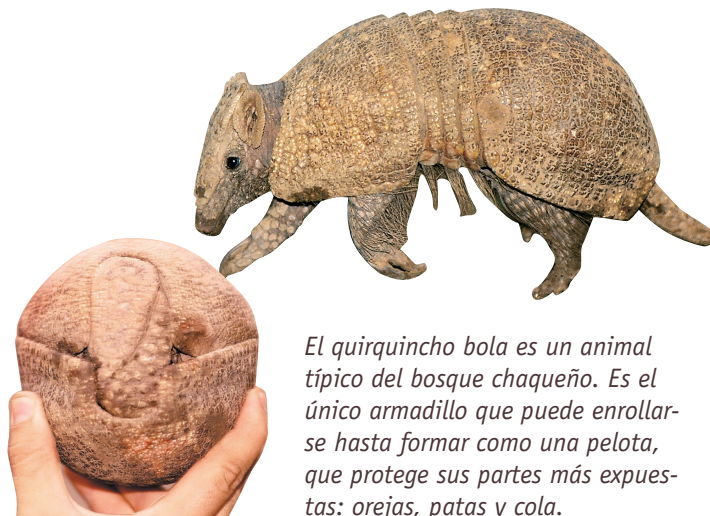 El quirquincho bola es un animal
típico del bosque chaqueño. Es el
único armadillo que puede enrollar-
se hasta formar como una pelota,
que protege sus partes más expues-
tas: orejas, patas y cola.